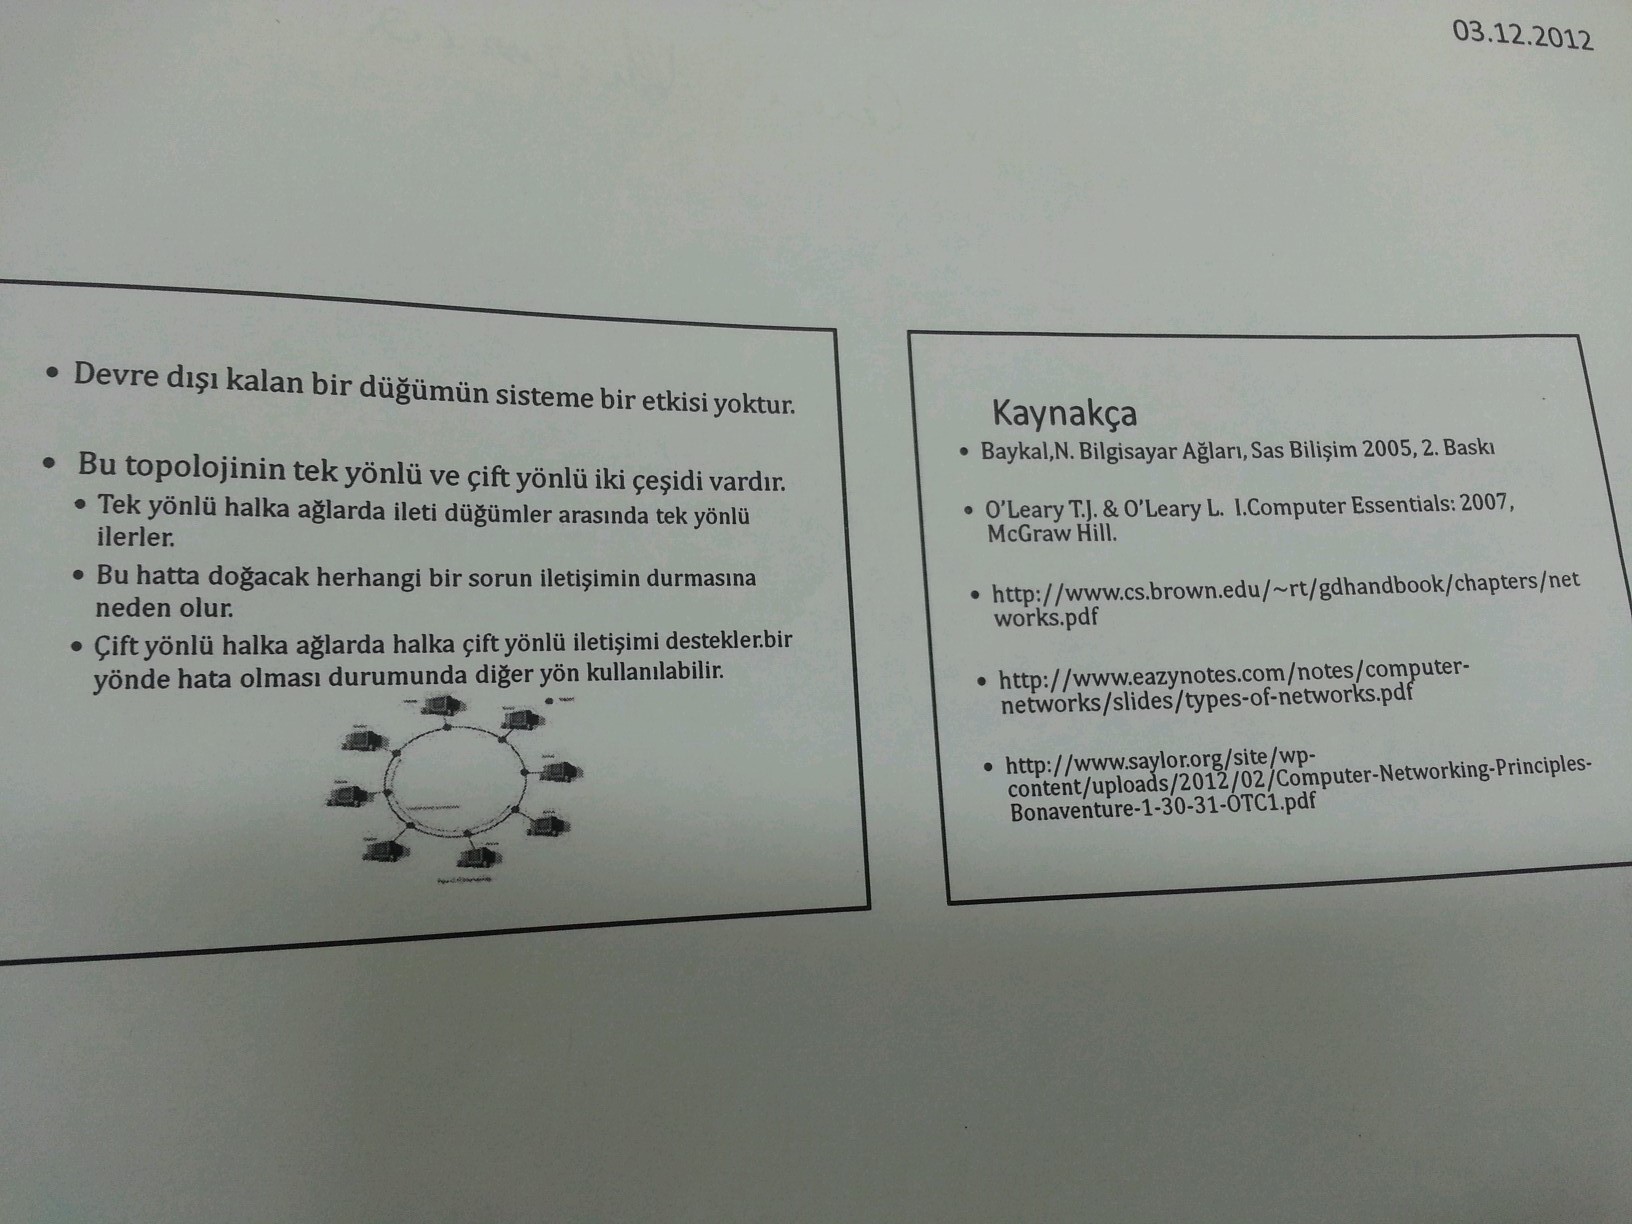 03.12.2012
• Devre dışı kalan bir düğümün sisteme bir etkisi yoktur.
• Bu topolojinin tek yönlü ve çift yönlü iki çeşidi vardır.
• Tek yönlü halka ağlarda ileti düğümler arasında tek yönlü
ilerler.
• Bu hatta doğacak herhangi bir sorun iletişimin durmasına
neden olur.
• Çift yönlü halka ağlarda halka çift yönlü iletişimi destekler.bir
yönde hata olması durumunda diğer yön kullanılabilir.
Kaynakça
• Baykal,N. Bilgisayar Ağları, Sas Bilişim 2005, 2. Baskı
• O'Leary T.J. & O'Leary L. I.Computer Essentials: 2007,
McGraw Hill.
• http://www.cs.brown.edu/~rt/gdhandbook/chapters/net
works.pdf
• http://www.eazynotes.com/notes/computer-
networks/slides/types-of-networks.pdf
• http://www.saylor.org/site/wp-
content/uploads/2012/02/Computer-Networking-Principles-
Bonaventure-1-30-31-OTC1.pdf